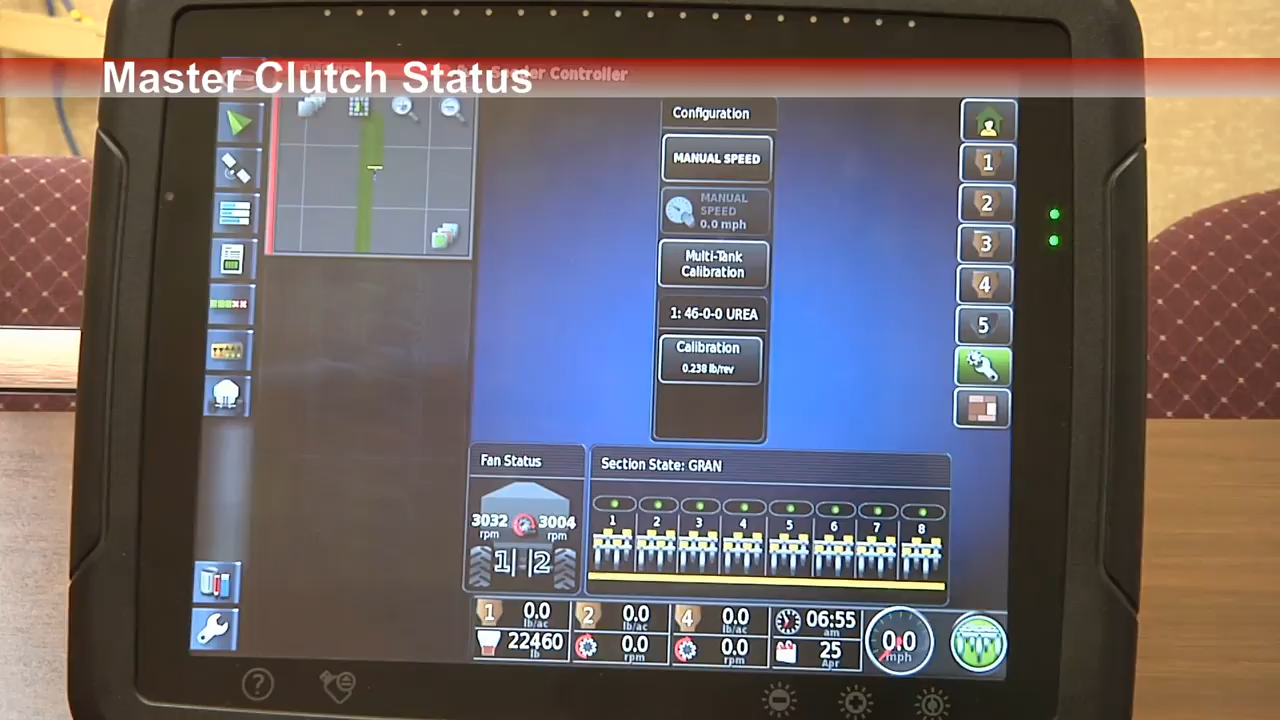 Master Clutch Status
Seeder Controller
Configuration
MANUAL SPEED
MANUAL
SPEED
0.0 mph
Multi-Tank
Calibration
1: 46-0-0 UREA
Calibration
0.238 lb/rev
1
2
3
4
5
Fan Status
3032
rpm
3004
rpm
1
2
Section State: GRAN
1 2 3 4 5 6 7 8
1 0.0 lb/ac
22460 lb
2 0.0 lb/ac
0.0 rpm
4 0.0 lb/ac
0.0 rpm
06:55 am
25 Apr
0.0
mph
?